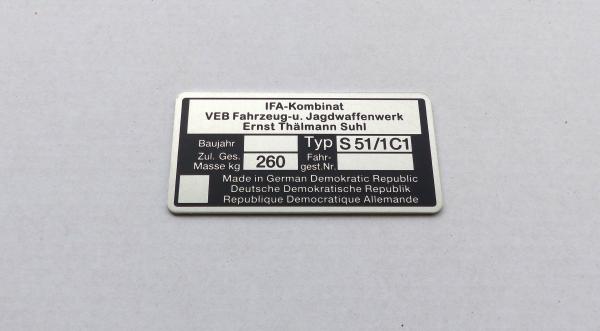 IFA-Kombinat
VEB Fahrzeug-u. Jagdwaffenwerk
Ernst Thälmann Suhl
Baujahr Typ S 51/1C1
Zul. Ges. Masse kg 260 Fahr-gest.Nr.
Made in German Demokratic Republic
Deutsche Demokratische Republik
Republique Democratique Allemande